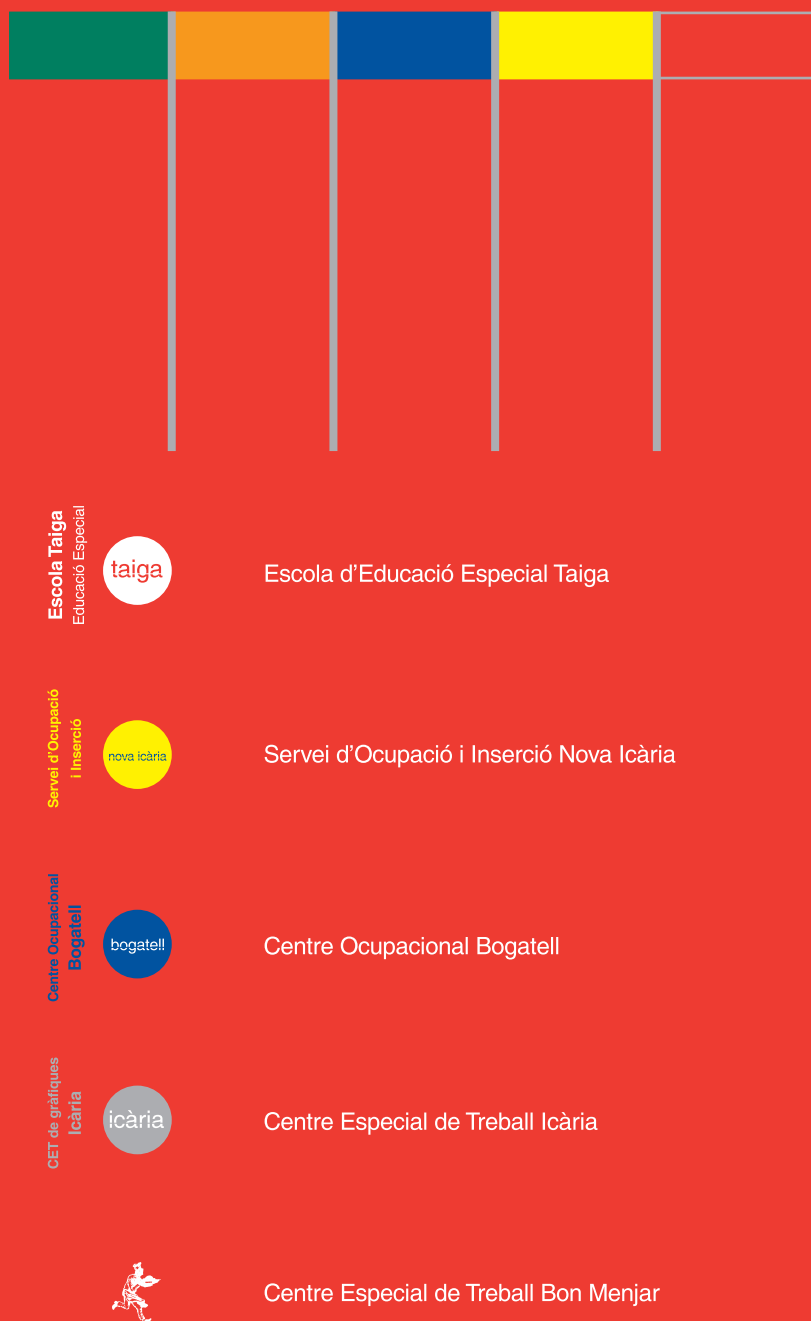 Escola Taiga
Educació Especial
taiga
Escola d'Educació Especial Taiga
Servei d'Ocupació
i Inserció
nova icària
Servei d'Ocupació i Inserció Nova Icària
Centre Ocupacional
Bogatell
bogatell
Centre Ocupacional Bogatell
CET de gràfiques
Icària
icària
Centre Especial de Treball Icària
Centre Especial de Treball Bon Menjar